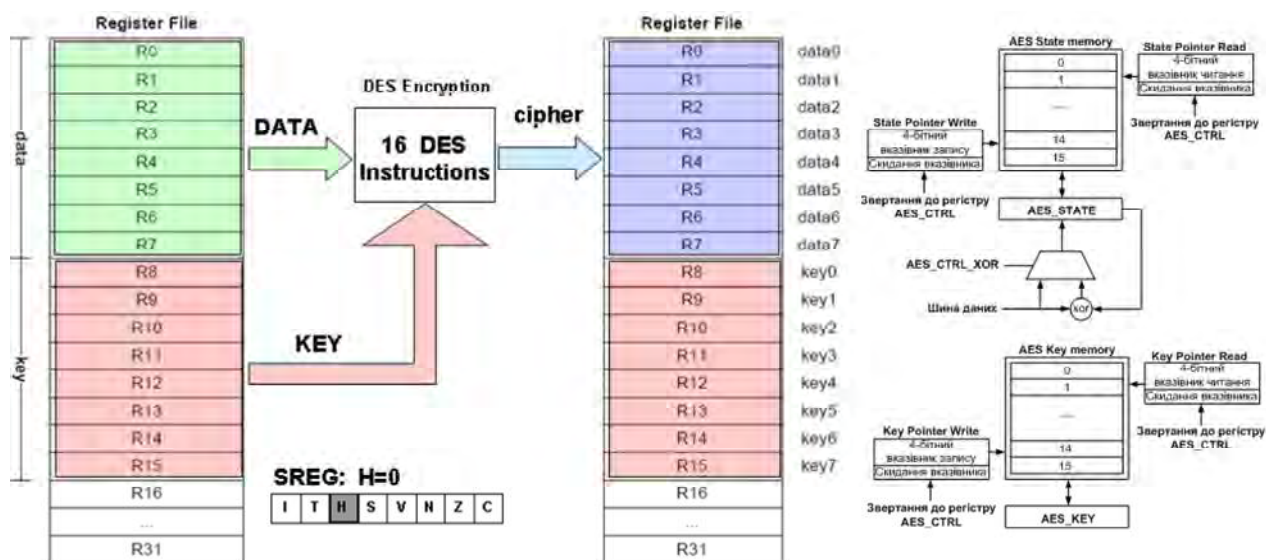 Register File
R0
R1
R2
R3
R4
R5
R6
R7
R8
R9
R10
R11
R12
R13
R14
R15
R16
...
R31
data
key
DATA
KEY
DES Encryption
16 DES
Instructions
cipher
SREG: H=0
I T H S V N Z C
Register File
R0 data0
R1 data1
R2 data2
R3 data3
R4 data4
R5 data5
R6 data6
R7 data7
R8 key0
R9 key1
R10 key2
R11 key3
R12 key4
R13 key5
R14 key6
R15 key7
R16
...
R31
AES State memory
0
1
14
15
State Pointer Read
4-бітний
вказівник читання
Скидання вказівника
Звертання до регістру
AES_CTRL
State Pointer Write
4-бітний
вказівник запису
Скидання вказівника
Звертання до регістру
AES_CTRL
AES_STATE
AES_CTRL_XOR
Шина даних
xor
AES Key memory
0
1
14
15
Key Pointer Read
4-бітний
вказівник читання
Скидання вказівника
Звертання до регістру
AES_CTRL
Key Pointer Write
4-бітний
вказівник запису
Скидання вказівника
Звертання до регістру
AES_CTRL
AES_KEY